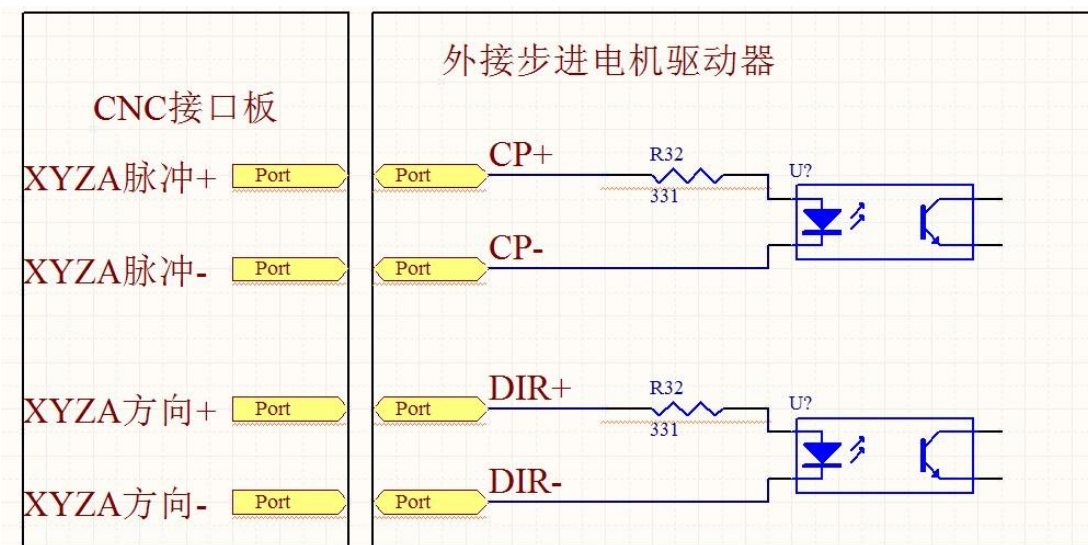 外接步进电机驱动器
CNC接口板
XYZA脉冲+ Port Port CP+ R32 331 U?
XYZA脉冲- Port Port CP-
XYZA方向+ Port Port DIR+ R32 331 U?
XYZA方向- Port Port DIR-